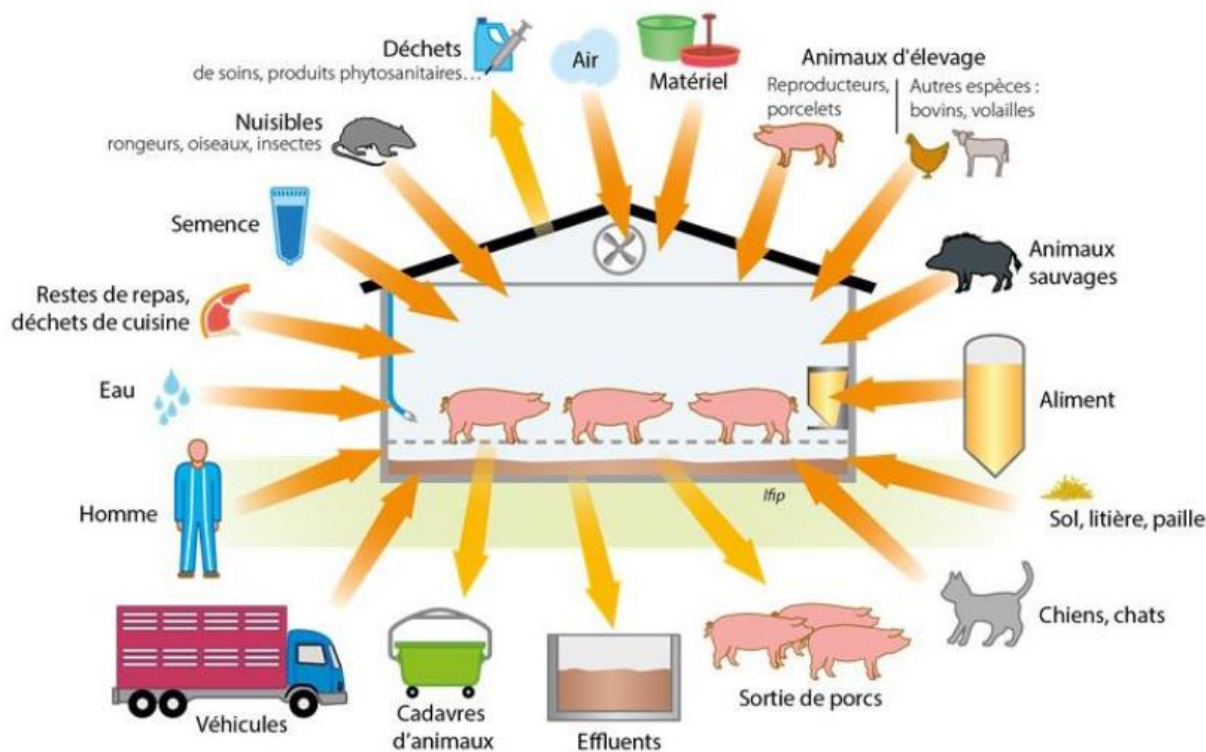 Déchets
de soins, produits phytosanitaires…
Air
Matériel
Animaux d'élevage
Reproducteurs,
porcelets
Autres espèces :
bovins, volailles
Nuisibles
rongeurs, oiseaux, insectes
Semence
Animaux
sauvages
Restes de repas,
déchets de cuisine
Eau
Aliment
Homme
Ifip
Sol, litière, paille
Chiens, chats
Véhicules
Cadavres
d'animaux
Effluents
Sortie de porcs